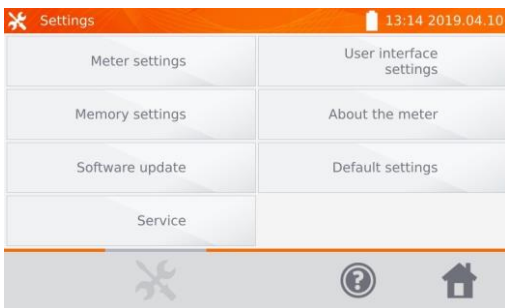 Settings
13:14 2019.04.10
Meter settings
User interface
settings
Memory settings
About the meter
Software update
Default settings
Service
?